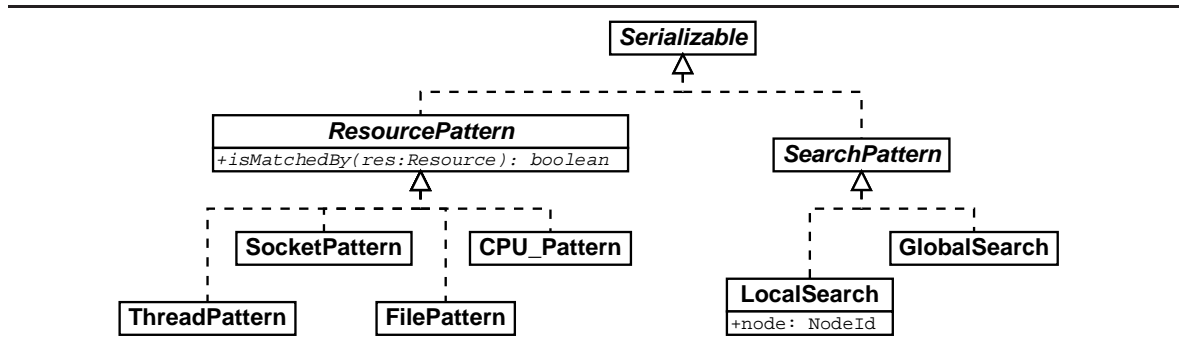 Serializable
ResourcePattern
+isMatchedBy(res:Resource): boolean
SearchPattern
SocketPattern
CPU_Pattern
GlobalSearch
ThreadPattern
FilePattern
LocalSearch
+node: NodeId